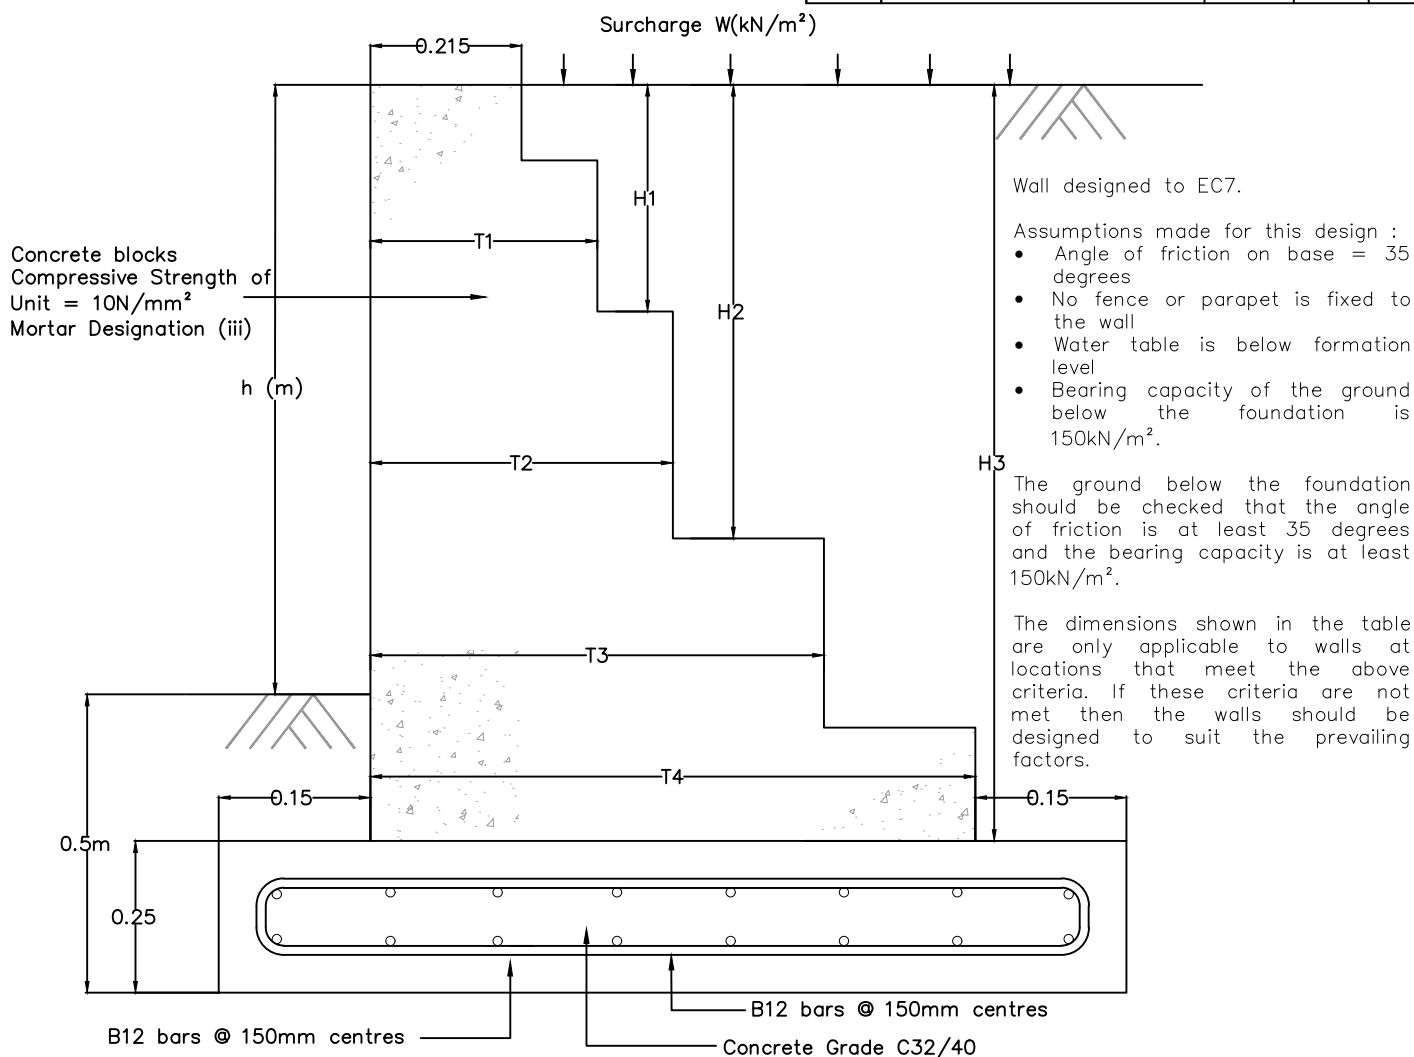 Surcharge W(kN/m²)
0.215
H1
T1
Concrete blocks
Compressive Strength of
Unit = 10N/mm²
Mortar Designation (iii)
H2
h (m)
T2
H3
T3
T4
0.15
0.15
0.5m
0.25
B12 bars @ 150mm centres
B12 bars @ 150mm centres
Concrete Grade C32/40
Wall designed to EC7.
Assumptions made for this design :
• Angle of friction on base = 35
degrees
• No fence or parapet is fixed to
the wall
• Water table is below formation
level
• Bearing capacity of the ground
below the foundation is
150kN/m².
The ground below the foundation
should be checked that the angle
of friction is at least 35 degrees
and the bearing capacity is at least
150kN/m².
The dimensions shown in the table
are only applicable to walls at
locations that meet the above
criteria. If these criteria are not
met then the walls should be
designed to suit the prevailing
factors.